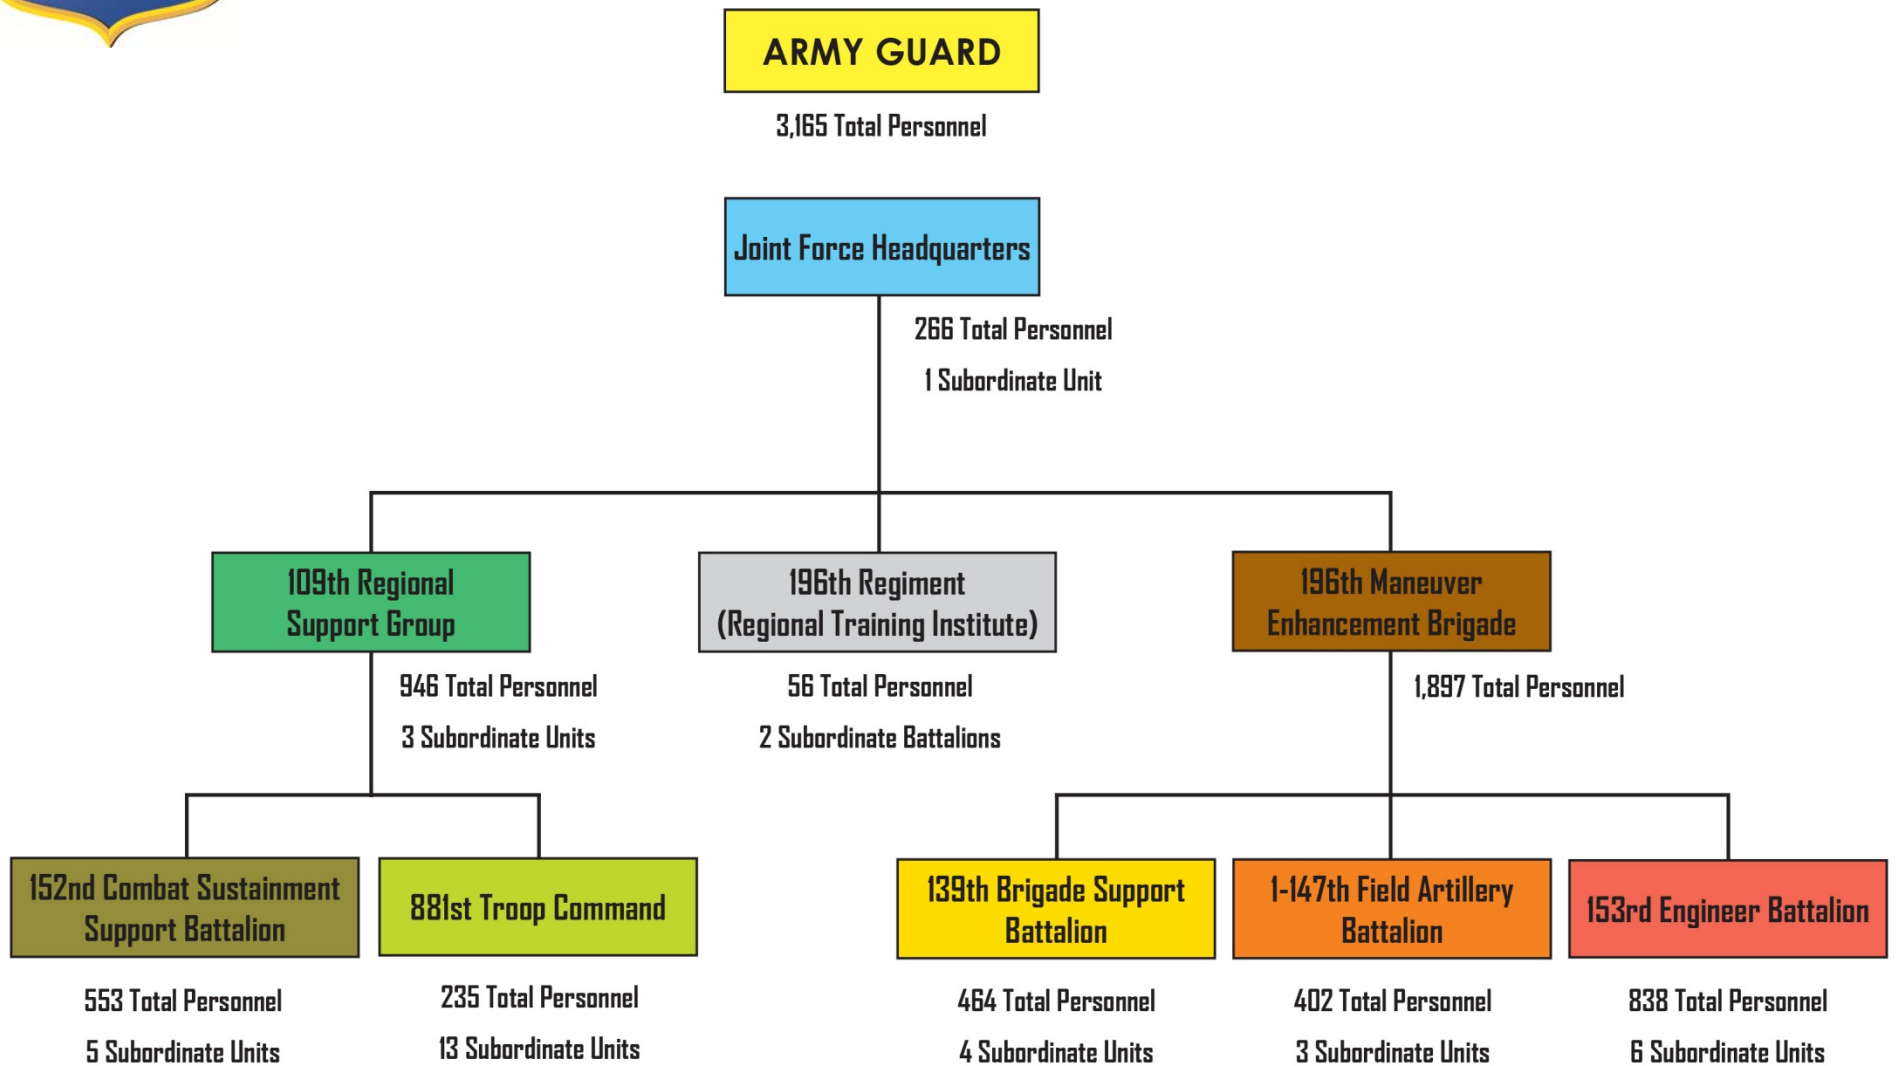 ARMY GUARD
3,165 Total Personnel
Joint Force Headquarters
266 Total Personnel
1 Subordinate Unit
109th Regional
Support Group
946 Total Personnel
3 Subordinate Units
196th Regiment
(Regional Training Institute)
56 Total Personnel
2 Subordinate Battalions
196th Maneuver
Enhancement Brigade
1,897 Total Personnel
152nd Combat Sustainment
Support Battalion
553 Total Personnel
5 Subordinate Units
881st Troop Command
235 Total Personnel
13 Subordinate Units
139th Brigade Support
Battalion
464 Total Personnel
4 Subordinate Units
1-147th Field Artillery
Battalion
402 Total Personnel
3 Subordinate Units
153rd Engineer Battalion
838 Total Personnel
6 Subordinate Units